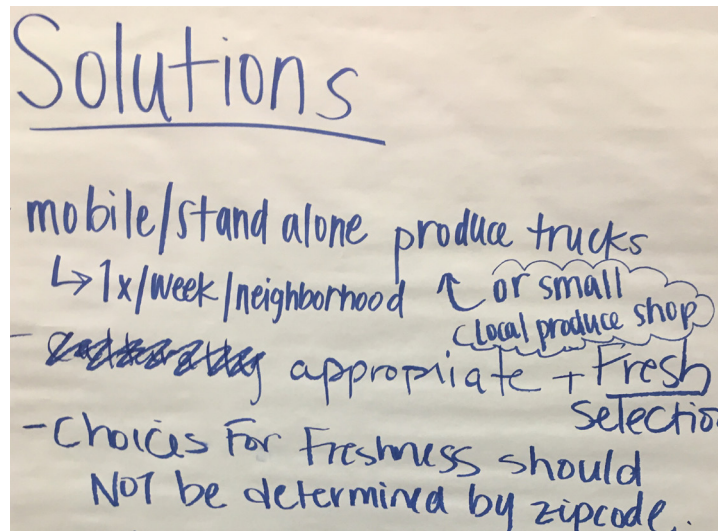 Solutions
mobile/stand alone produce trucks
↳ 1x/week/neighborhood ↑ or small
local produce shop
- appropriate + Fresh
selectio
- Choices For Freshness should
NOT be determined by zipcode.